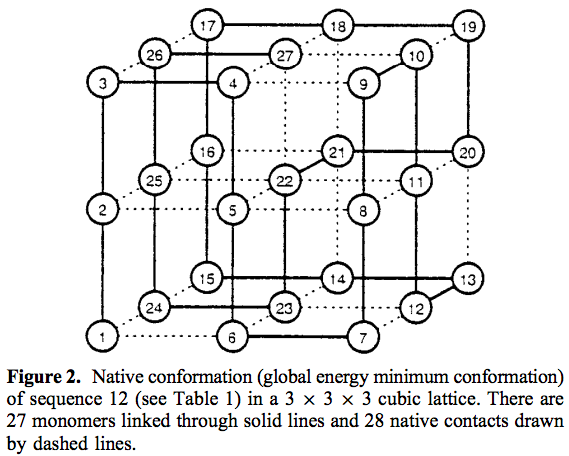 17 18 19
26 27 10
3 4 9
16 21 20
25 22 11
2 5 8
15 14 13
24 23 12
1 6 7
Figure 2. Native conformation (global energy minimum conformation)
of sequence 12 (see Table 1) in a 3 × 3 × 3 cubic lattice. There are
27 monomers linked through solid lines and 28 native contacts drawn
by dashed lines.